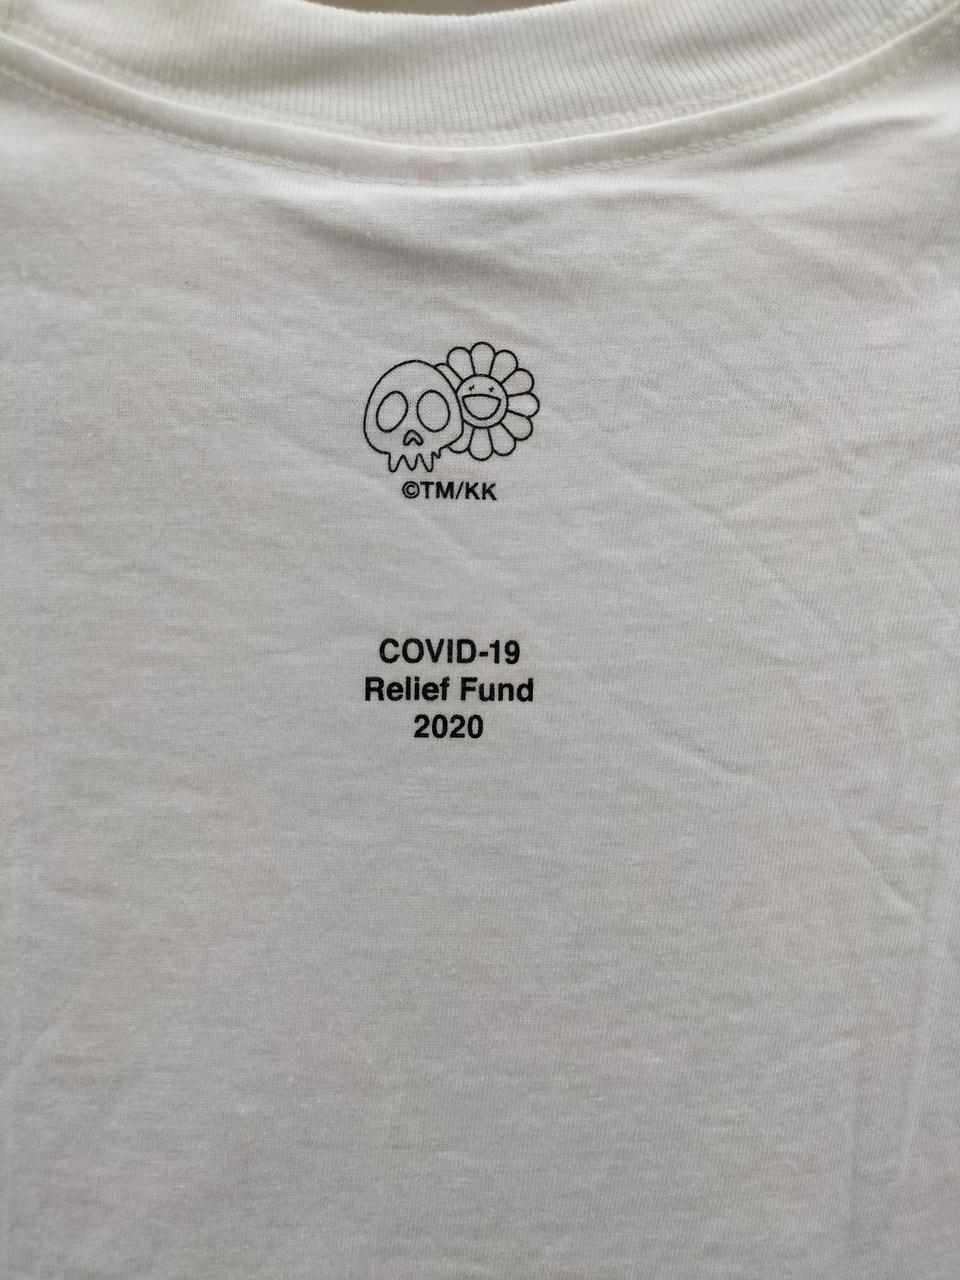 ©TM/KK
COVID-19
Relief Fund
2020